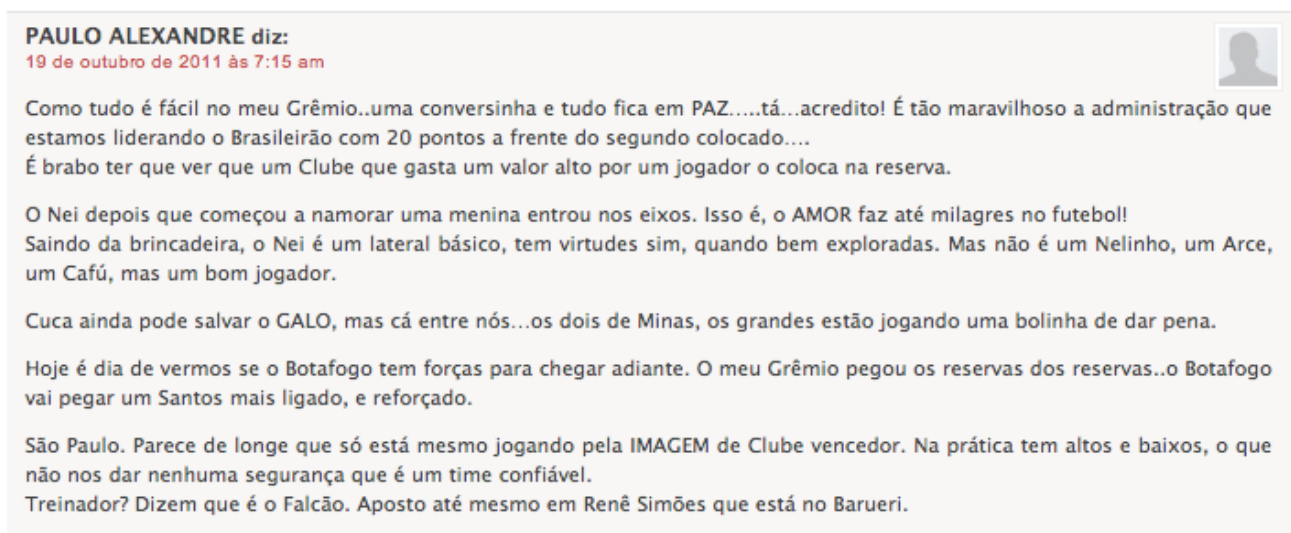 PAULO ALEXANDRE diz:
19 de outubro de 2011 às 7:15 am
Como tudo é fácil no meu Grêmio..uma conversinha e tudo fica em PAZ.....tá...acredito! É tão maravilhoso a administração que
estamos liderando o Brasileirão com 20 pontos a frente do segundo colocado....
É brabo ter que ver que um Clube que gasta um valor alto por um jogador o coloca na reserva.
O Nei depois que começou a namorar uma menina entrou nos eixos. Isso é, o AMOR faz até milagres no futebol!
Saindo da brincadeira, o Nei é um lateral básico, tem virtudes sim, quando bem exploradas. Mas não é um Nelinho, um Arce,
um Cafú, mas um bom jogador.
Cuca ainda pode salvar o GALO, mas cá entre nós...os dois de Minas, os grandes estão jogando uma bolinha de dar pena.
Hoje é dia de vermos se o Botafogo tem forças para chegar adiante. O meu Grêmio pegou os reservas dos reservas..o Botafogo
vai pegar um Santos mais ligado, e reforçado.
São Paulo. Parece de longe que só está mesmo jogando pela IMAGEM de Clube vencedor. Na prática tem altos e baixos, o que
não nos dar nenhuma segurança que é um time confiável.
Treinador? Dizem que é o Falcão. Aposto até mesmo em Renê Simões que está no Barueri.